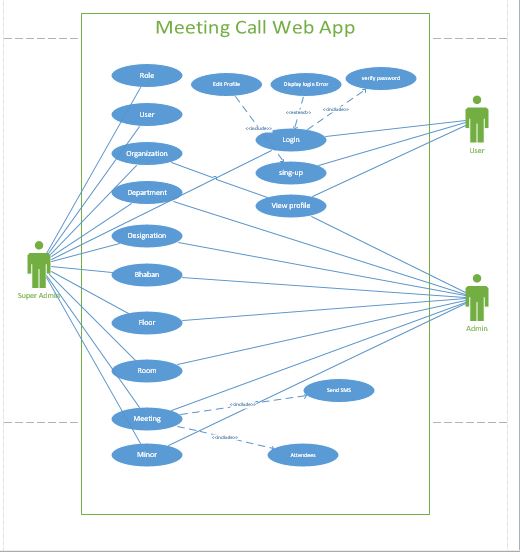 Meeting Call Web App
Role
Edit Profile
Display login Error
verify password
User
<<extend>>
<<include>>
<<include>>
Login
User
Organization
sing-up
Department
View profile
Designation
Bhaban
Super Admin
Floor
Admin
Room
Send SMS
<<include>>
Meeting
<<include>>
Minor
Attendees